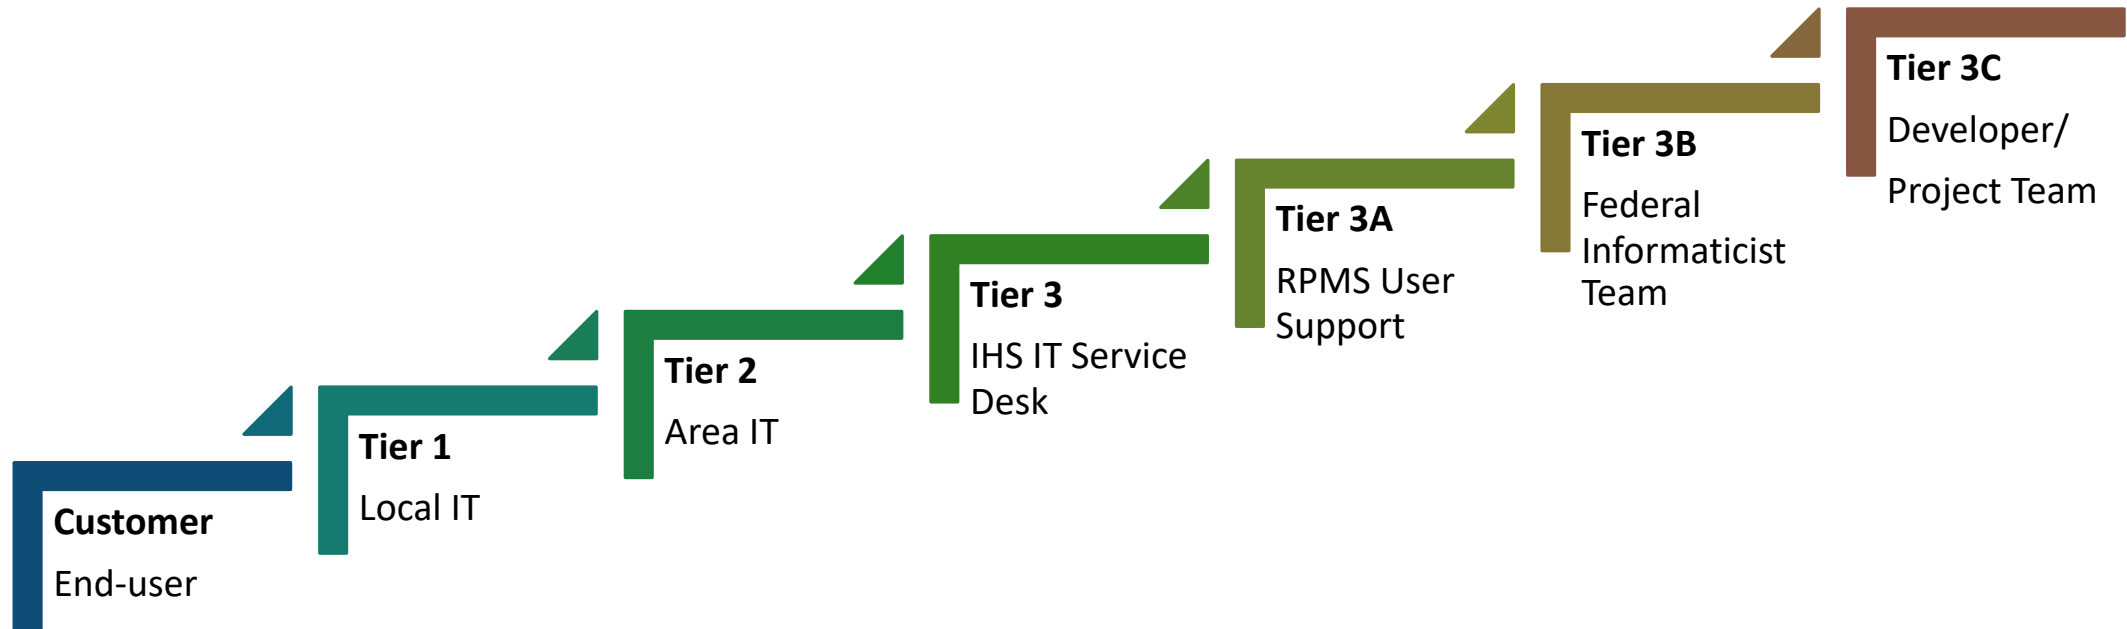 Customer
End-user
Tier 1
Local IT
Tier 2
Area IT
Tier 3
IHS IT Service
Desk
Tier 3A
RPMS User
Support
Tier 3B
Federal
Informaticist
Team
Tier 3C
Developer/
Project Team